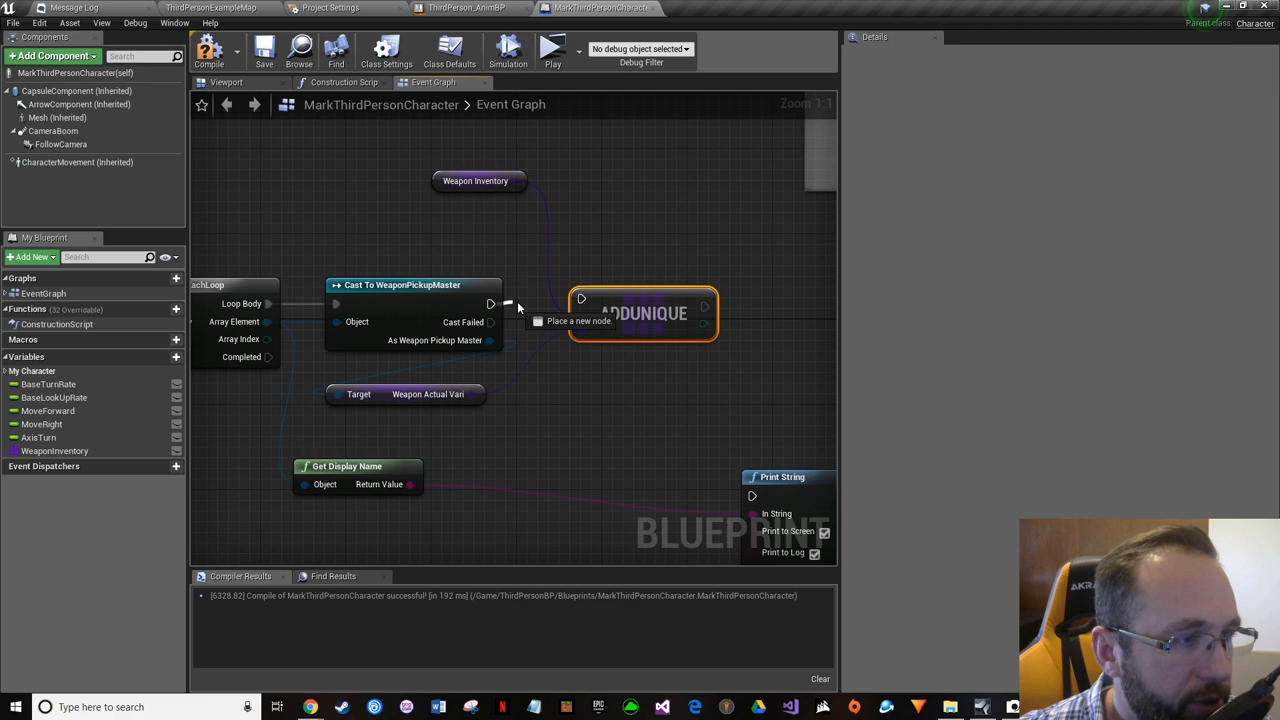 Message Log
ThirdPersonExampleMap
Project Settings
ThirdPerson_AnimBP
MarkThirdPersonCharact
File
Edit
Asset
View
Debug
Window
Help
Parent class:
Character
Components
Details
Add Component
Search
Compile
Save
Browse
Find
Class Settings
Class Defaults
Simulation
Play
No debug object selected
Debug Filter
MarkThirdPersonCharacter(self)
Viewport
Construction Scrip
Event Graph
CapsuleComponent (Inherited)
ArrowComponent (Inherited)
Mesh (Inherited)
CameraBoom
FollowCamera
CharacterMovement (Inherited)
MarkThirdPersonCharacter > Event Graph
Zoom 1:1
Weapon Inventory
My Blueprint
Add New
Search
Graphs
EventGraph
Functions (32 Overridable)
ConstructionScript
Macros
Variables
My Character
BaseTurnRate
BaseLookUpRate
MoveForward
MoveRight
AxisTurn
WeaponInventory
Event Dispatchers
achLoop
Loop Body
Array Element
Array Index
Completed
Cast To WeaponPickupMaster
Object
Cast Failed
As Weapon Pickup Master
Place a new node.
ADDUNIQUE
Target
Weapon Actual Vari
Get Display Name
Object
Return Value
Print String
In String
Print to Screen
Print to Log
BLUEPRINT
Compiler Results
Find Results
[6328.82] Compile of MarkThirdPersonCharacter successful! [in 192 ms] (/Game/ThirdPersonBP/Blueprints/MarkThirdPersonCharacter.MarkThirdPersonCharacter)
Clear
AKRA
Type here to search